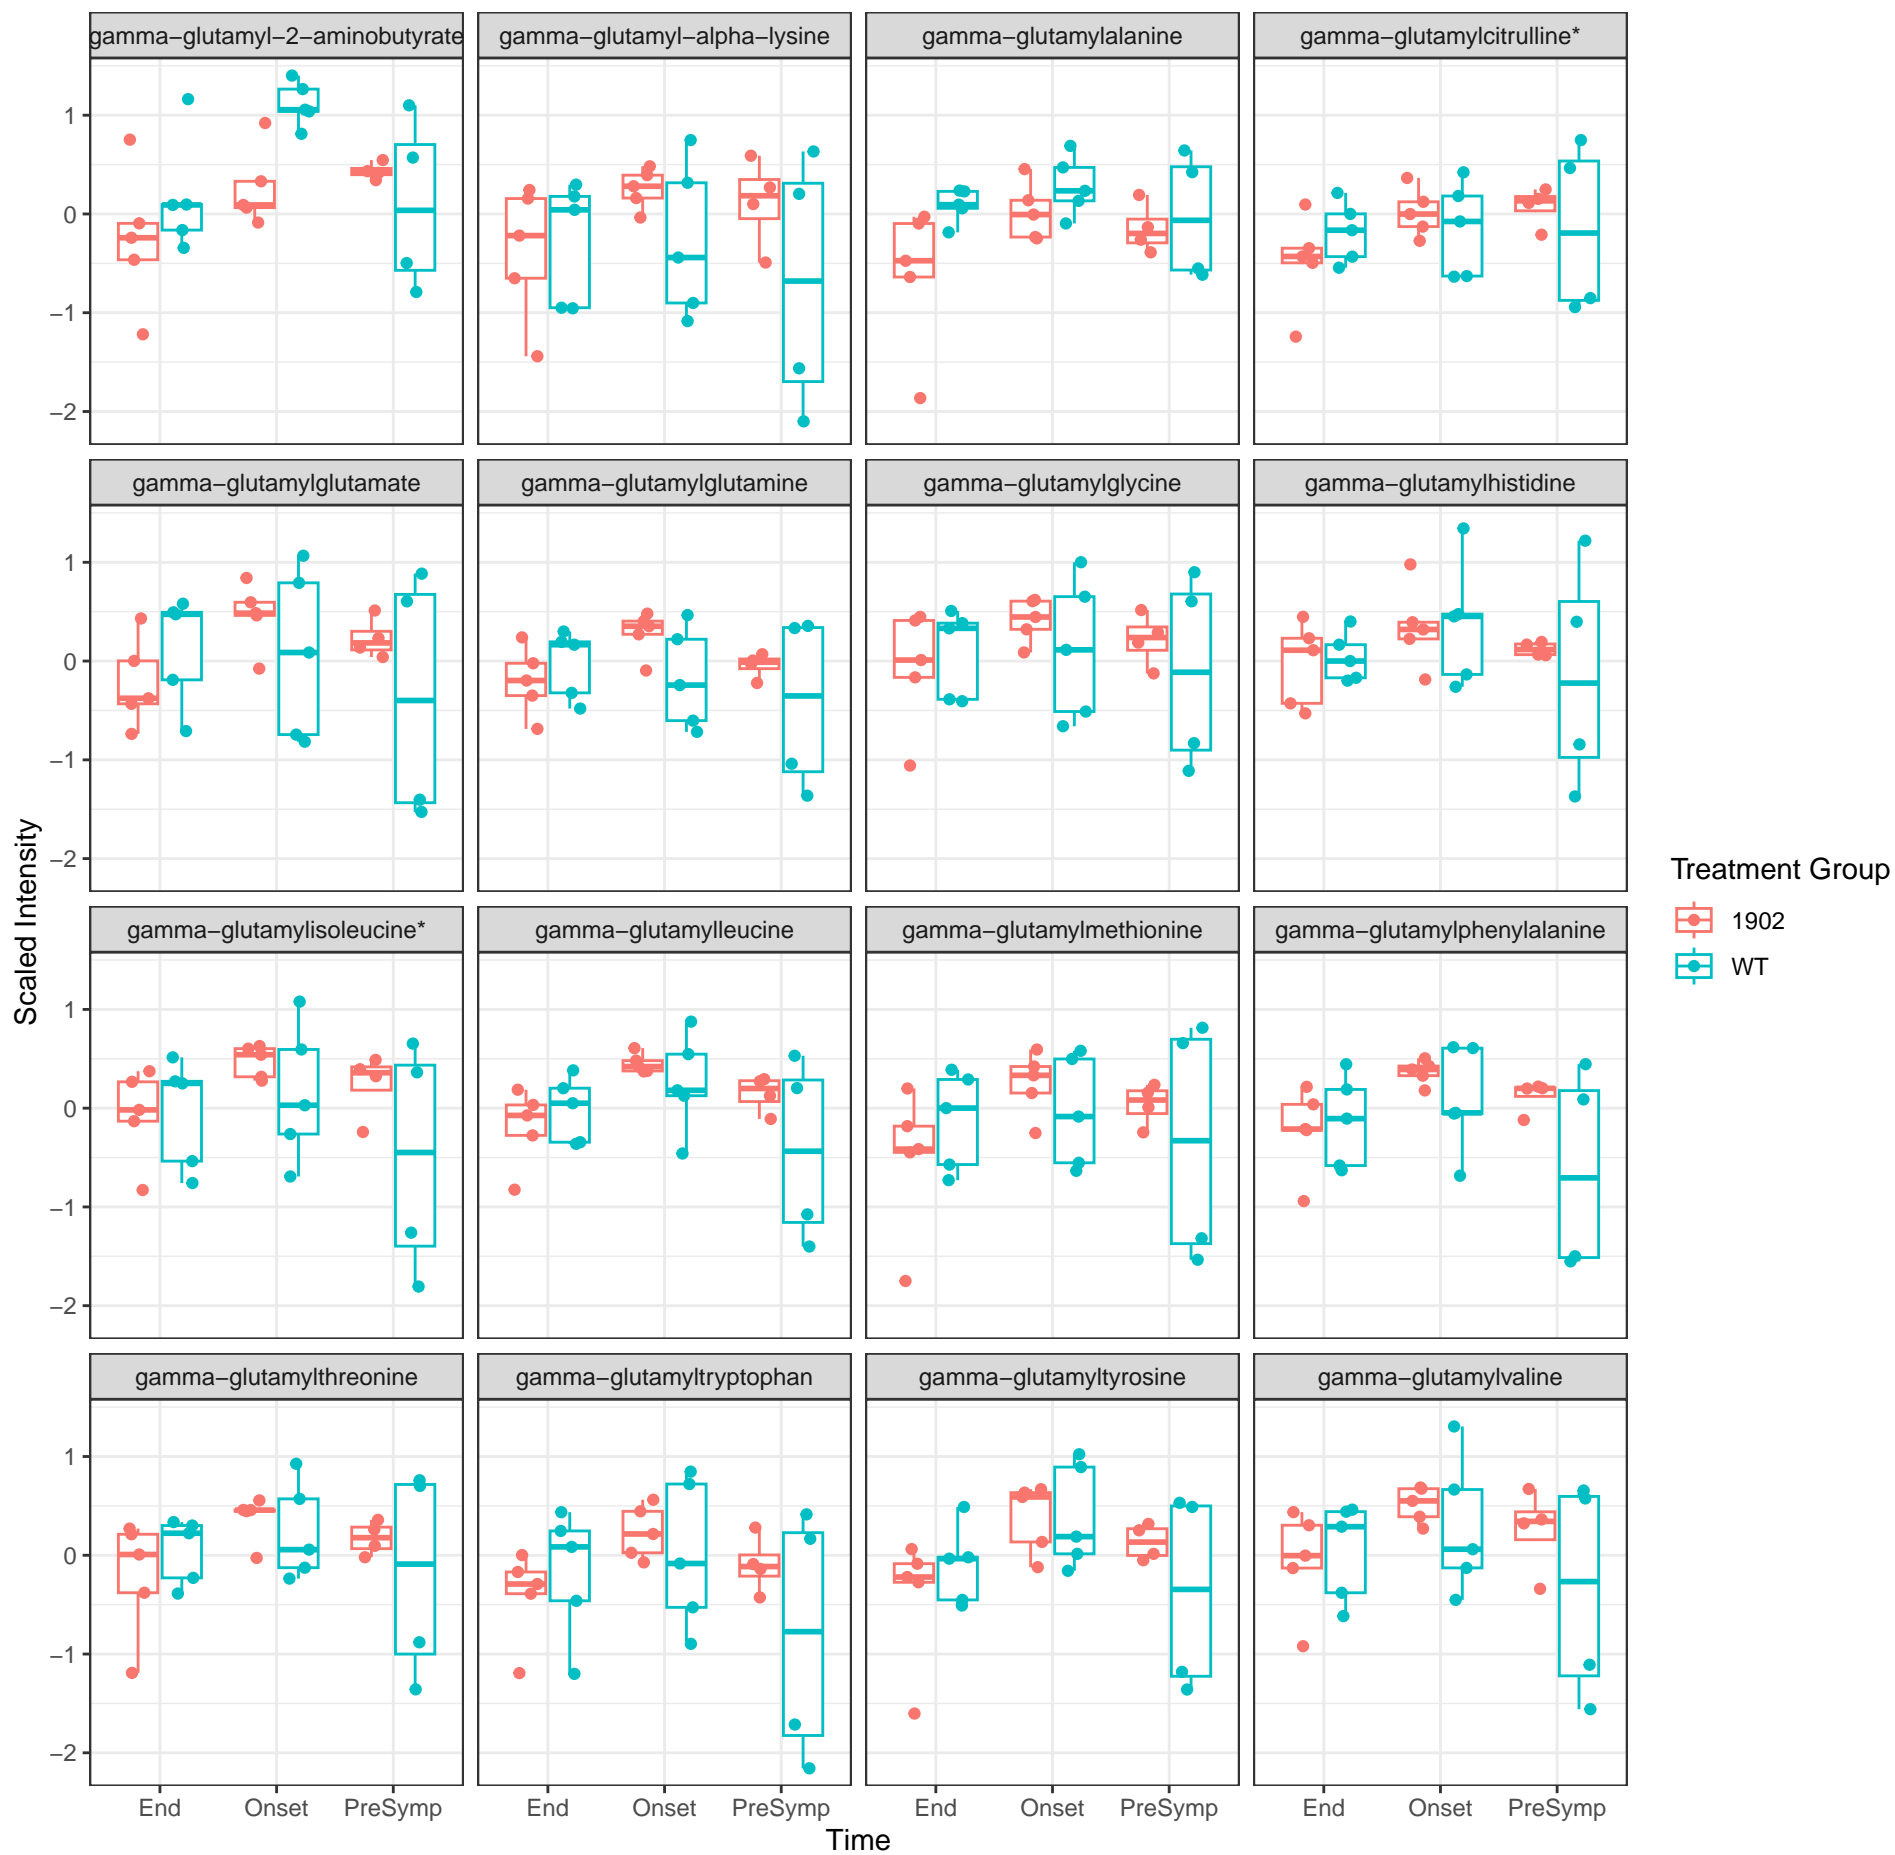 gamma−glutamyl−2−aminobutyrate
gamma−glutamyl−alpha−lysine
gamma−glutamylalanine
gamma−glutamylcitrulline*
1
0
−1
−2
gamma−glutamylglutamate
gamma−glutamylglutamine
gamma−glutamylglycine
gamma−glutamylhistidine
1
0
−1
−2
gamma−glutamylisoleucine*
gamma−glutamylleucine
gamma−glutamylmethionine
gamma−glutamylphenylalanine
1
0
−1
−2
gamma−glutamylthreonine
gamma−glutamyltryptophan
gamma−glutamyltyrosine
gamma−glutamylvaline
1
0
−1
−2
End Onset PreSymp
End Onset PreSymp
End Onset PreSymp
End Onset PreSymp
Time
Scaled Intensity
Treatment Group
1902
WT